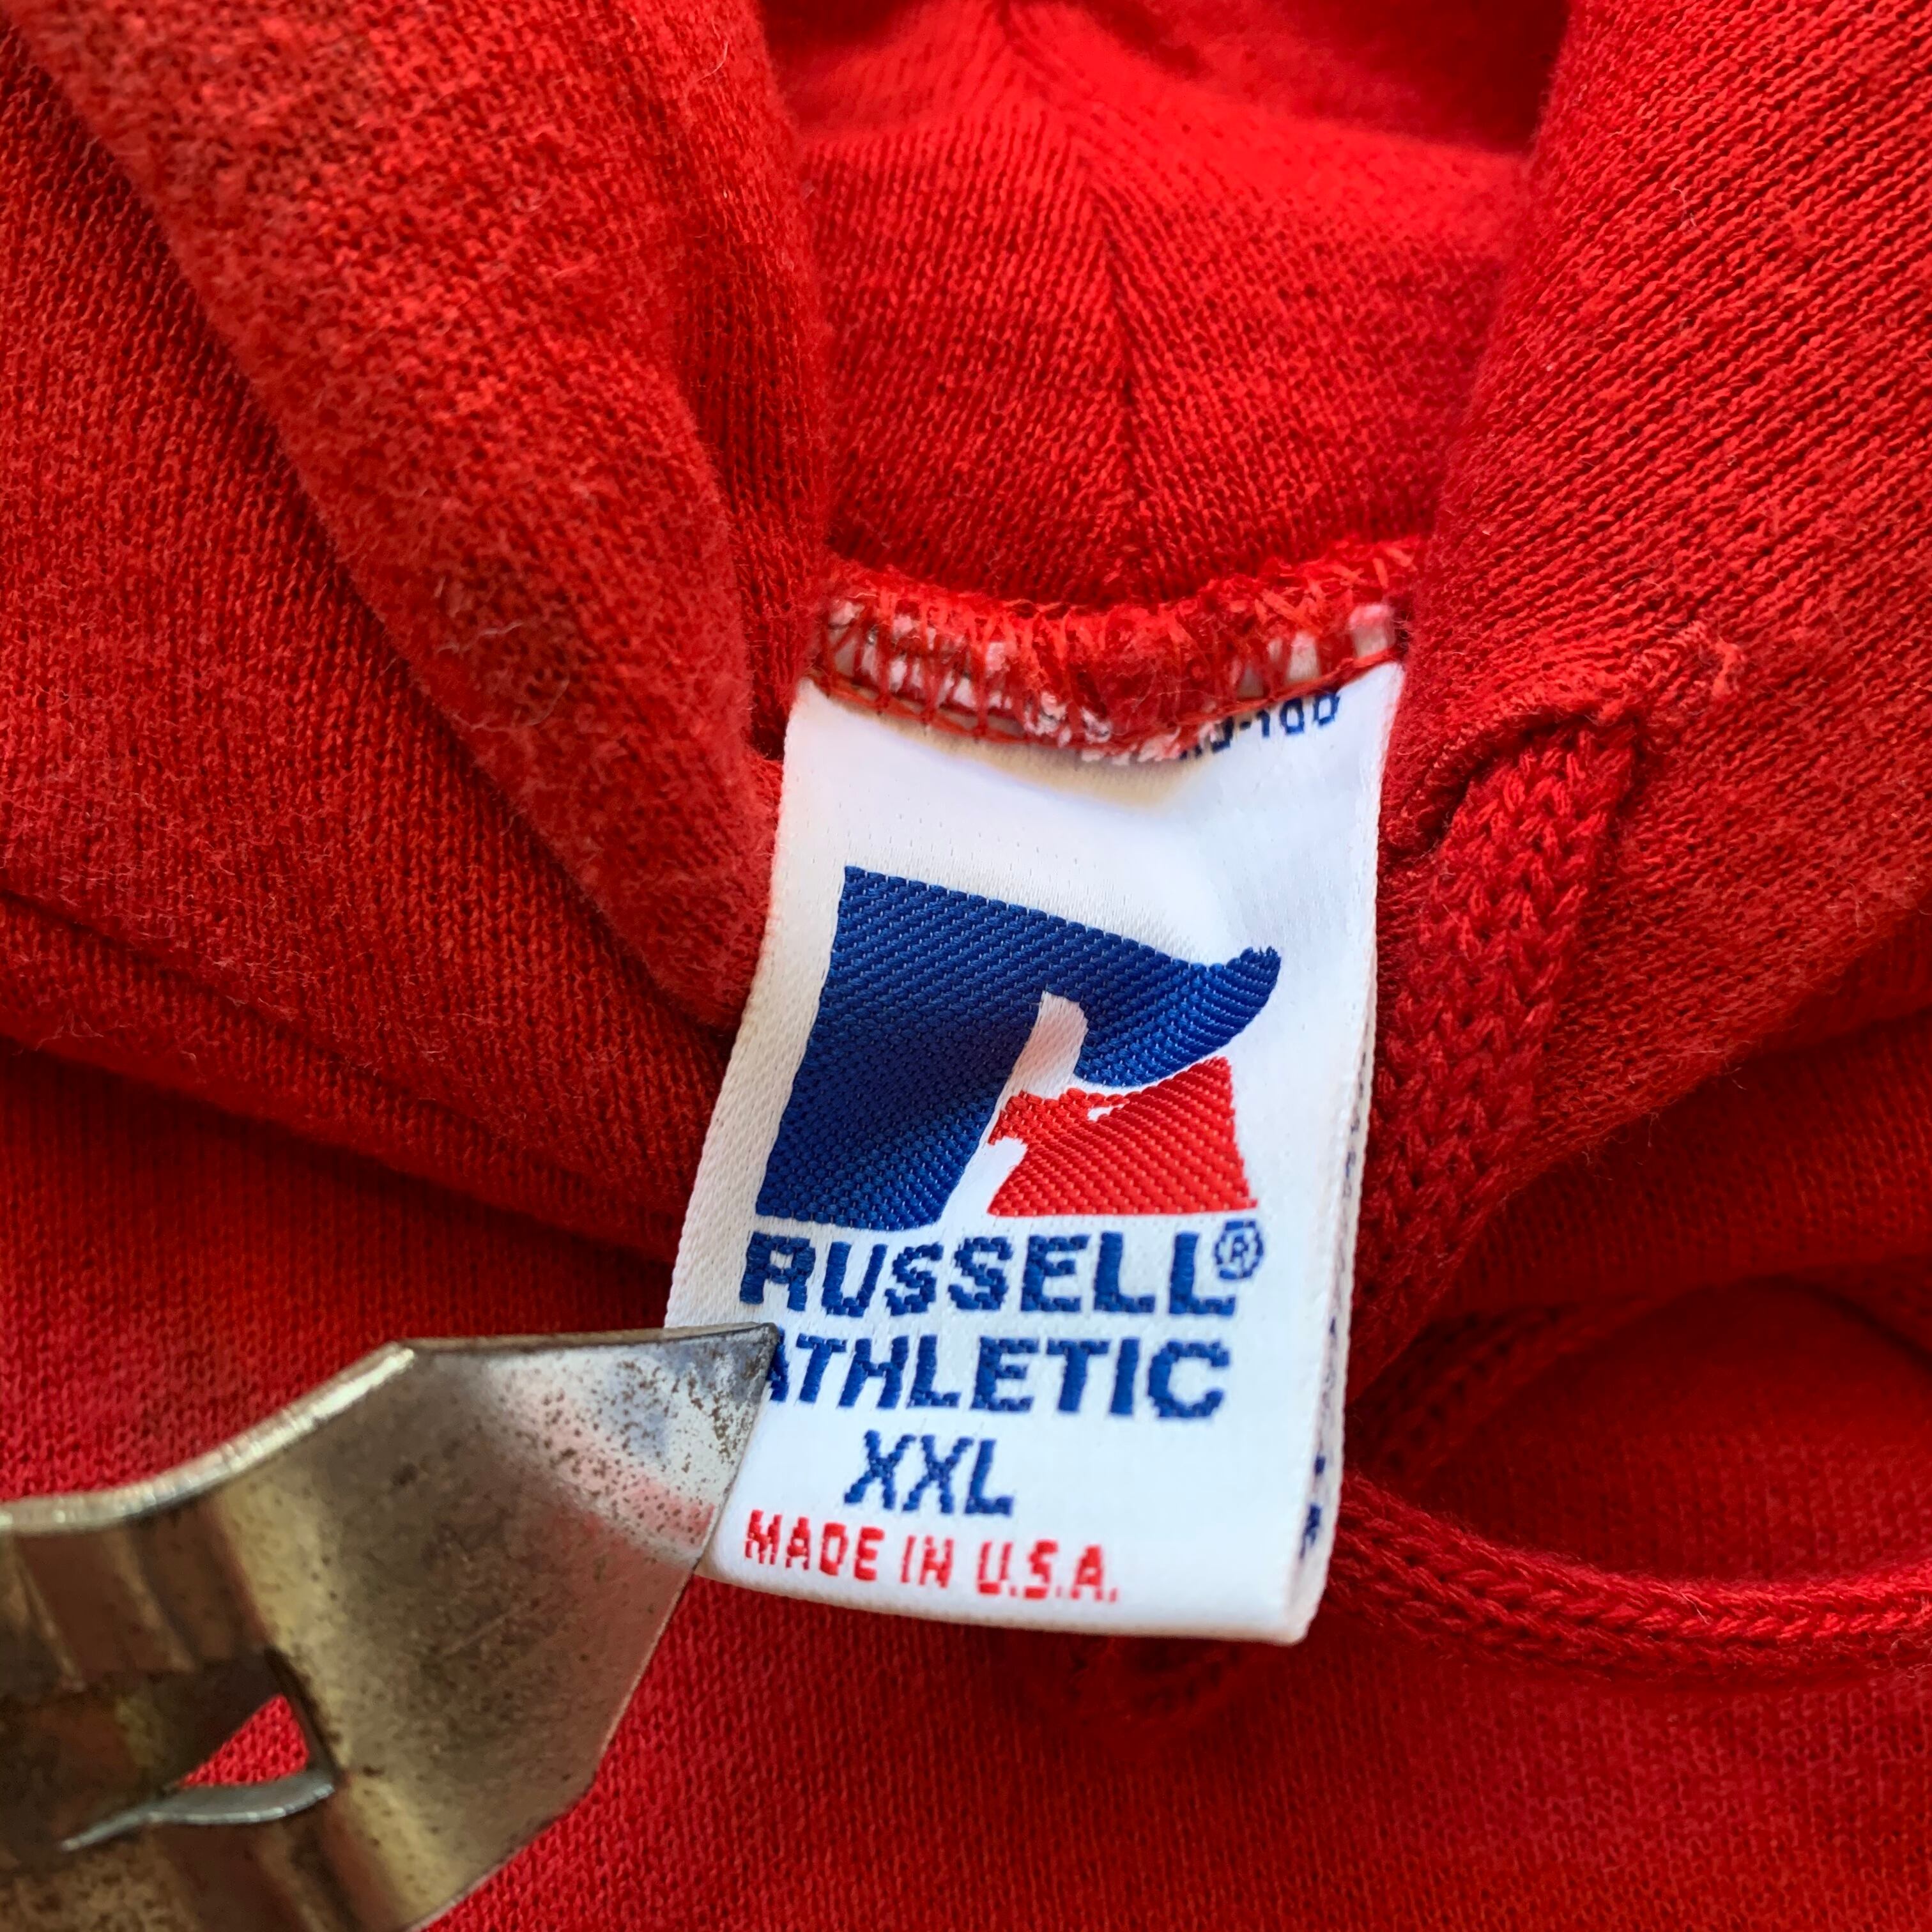 RUSSELL®
ATHLETIC
XXL
MADE IN U.S.A.